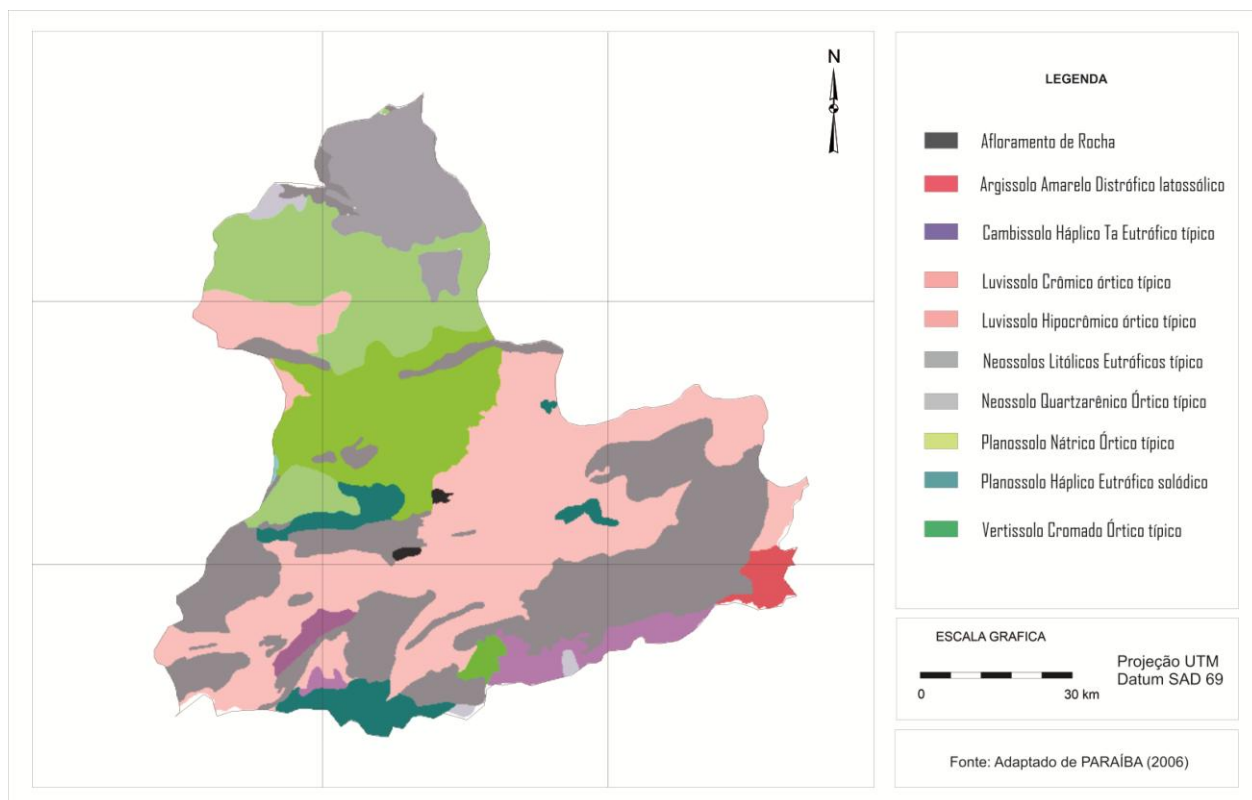 N
LEGENDA
Afloramento de Rocha
Argissolo Amarelo Distrófico latossólico
Cambissolo Háplico Ta Eutrófico típico
Luvissolo Crômico órtico típico
Luvissolo Hipocrômico órtico típico
Neossolos Litólicos Eutróficos típico
Neossolo Quartzarênico Órtico típico
Planossolo Nátrico Órtico típico
Planossolo Háplico Eutrófico solódico
Vertissolo Cromado Órtico típico
ESCALA GRAFICA
0 30 km
Projeção UTM
Datum SAD 69
Fonte: Adaptado de PARAÍBA (2006)